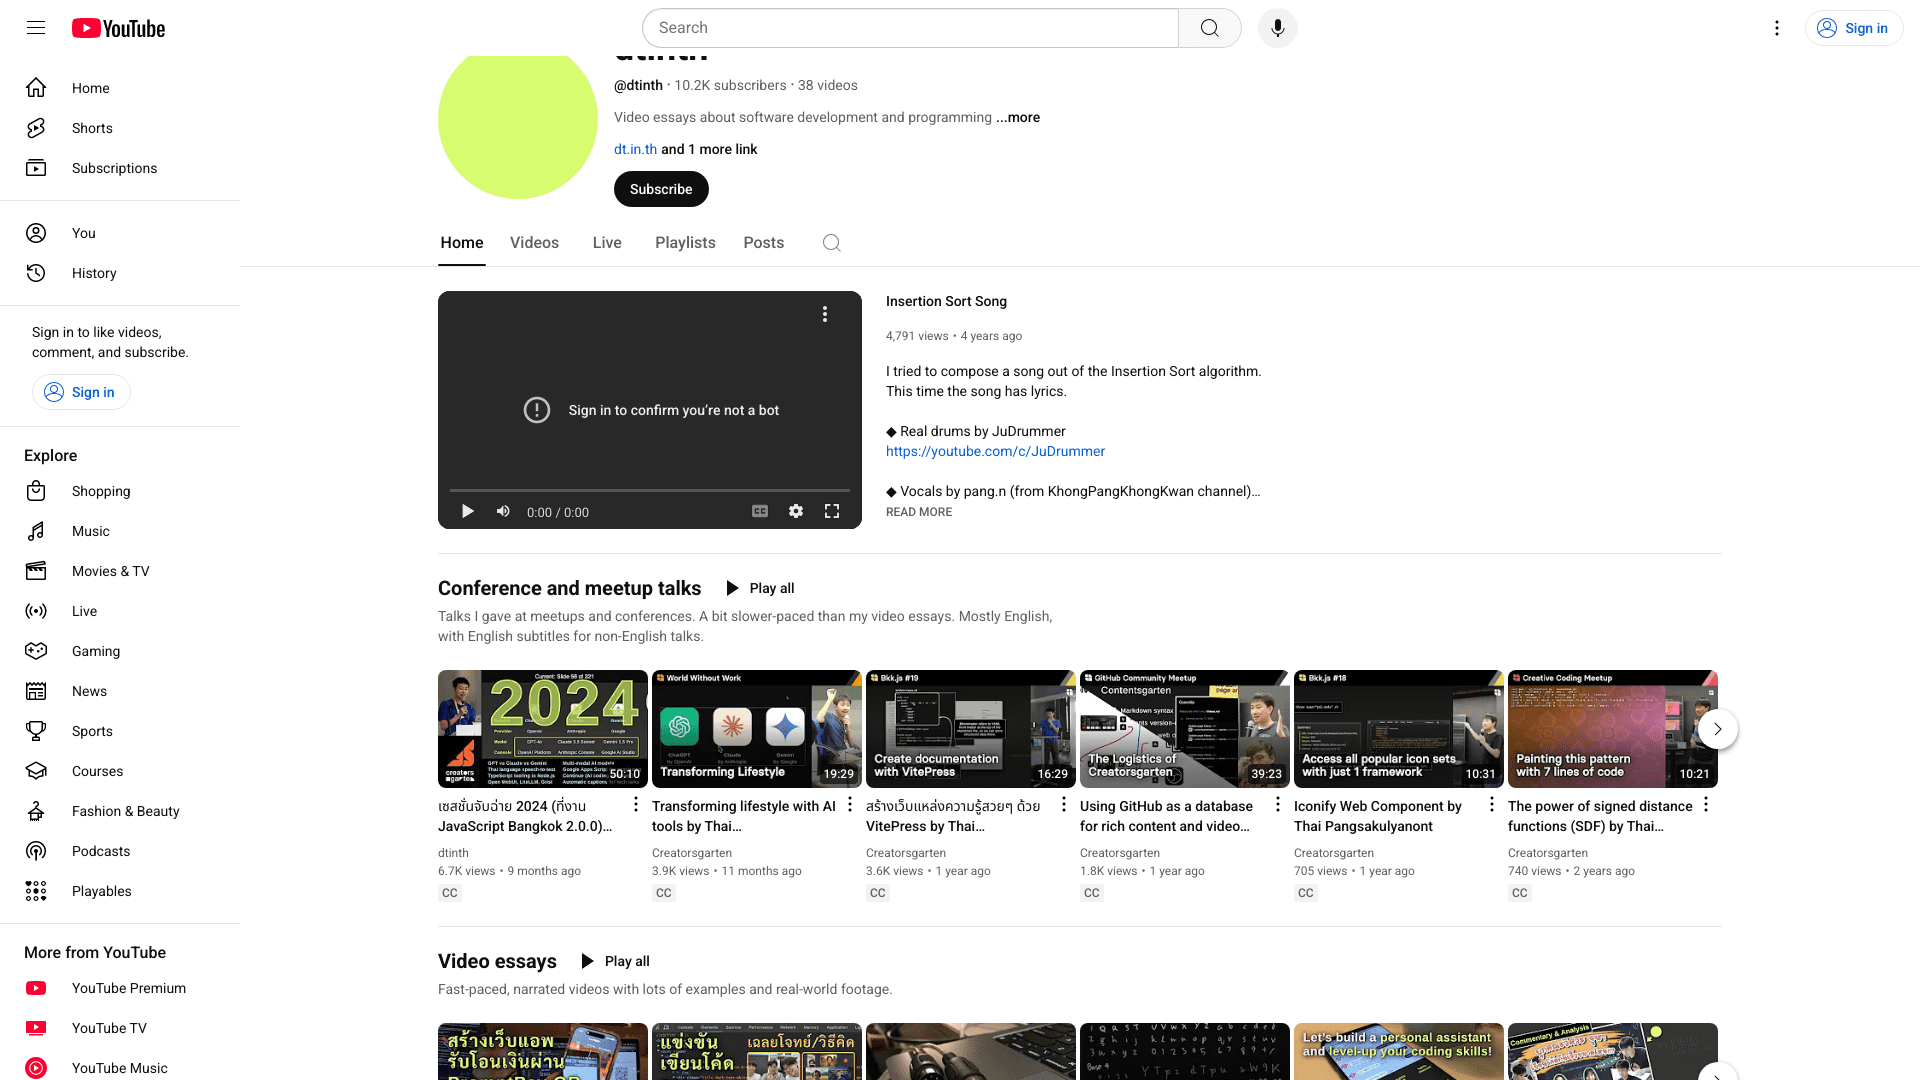 YouTube
Search
Sign in
Home
Shorts
Subscriptions
You
History
Sign in to like videos,
comment, and subscribe.
Sign in
Explore
Shopping
Music
Movies & TV
Live
Gaming
News
Sports
Courses
Fashion & Beauty
Podcasts
Playables
More from YouTube
YouTube Premium
YouTube TV
YouTube Music
dtinth
@dtinth · 10.2K subscribers · 38 videos
Video essays about software development and programming ...more
dt.in.th and 1 more link
Subscribe
Home Videos Live Playlists Posts
Sign in to confirm you’re not a bot
0:00 / 0:00
Insertion Sort Song
4,791 views • 4 years ago
I tried to compose a song out of the Insertion Sort algorithm.
This time the song has lyrics.
◆ Real drums by JuDrummer
https://youtube.com/c/JuDrummer
◆ Vocals by pang.n (from KhongPangKhongKwan channel)...
READ MORE
Conference and meetup talks
Play all
Talks I gave at meetups and conferences. A bit slower-paced than my video essays. Mostly English,
with English subtitles for non-English talks.
Current: Slide 56 of 321
2024
50:10
เซสชั่นจับฉ่าย 2024 (ที่งาน
JavaScript Bangkok 2.0.0)...
dtinth
6.7K views • 9 months ago
CC
World Without Work
ChatGPT
Claude
Gemini
Transforming Lifestyle
19:29
Transforming lifestyle with AI
tools by Thai...
Creatorsgarten
3.9K views • 11 months ago
CC
Bkk.js #19
Create documentation
with VitePress
16:29
สร้างเว็บแหล่งความรู้สวยๆ ด้วย
VitePress by Thai...
Creatorsgarten
3.6K views • 1 year ago
CC
GitHub Community Meetup
Contentsgarten
The Logistics of
Creatorsgarten
39:23
Using GitHub as a database
for rich content and video...
Creatorsgarten
1.8K views • 1 year ago
CC
Bkk.js #18
Access all popular icon sets
with just 1 framework
10:31
Iconify Web Component by
Thai Pangsakulyanont
Creatorsgarten
705 views • 1 year ago
CC
Creative Coding Meetup
Painting this pattern
with 7 lines of code
10:21
The power of signed distance
functions (SDF) by Thai...
Creatorsgarten
740 views • 2 years ago
CC
Video essays
Play all
Fast-paced, narrated videos with lots of examples and real-world footage.
สร้างเว็บแอพ
รับโอนเงินผ่าน
แข่งขัน
เขียนโค้ด
เฉลยโจทย์/วิธีคิด
Let's build a personal assistant
and level-up your coding skills!
Commentary & Analysis